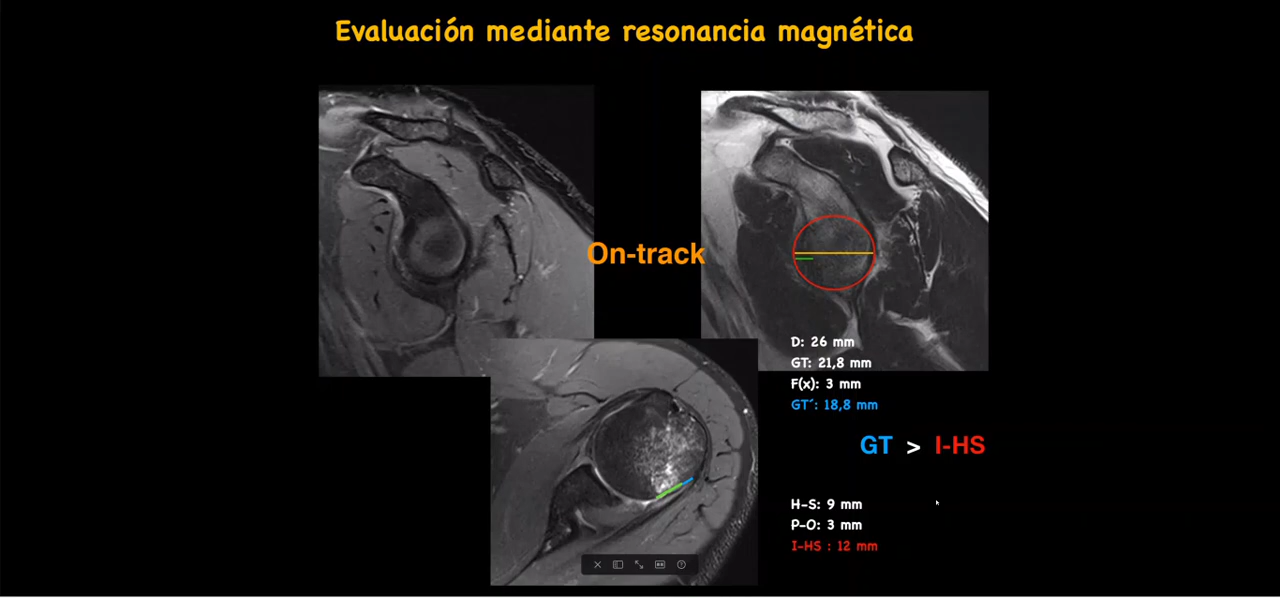 Evaluación mediante resonancia magnética
On-track
D: 26 mm
GT: 21,8 mm
F(x): 3 mm
GT´: 18,8 mm
GT > I-HS
H-S: 9 mm
P-O: 3 mm
I-HS : 12 mm